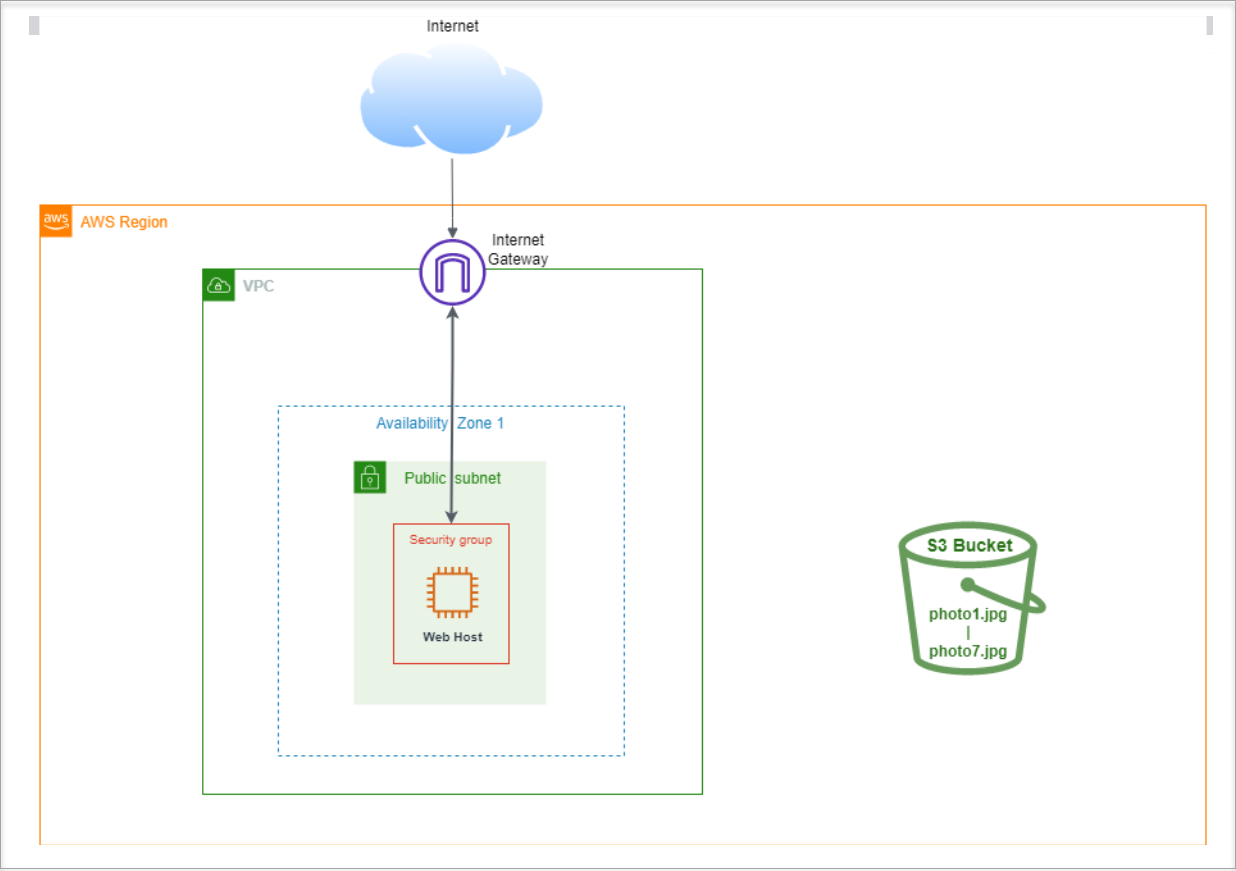 Internet
aws
AWS Region
Internet
Gateway
VPC
Availability Zone 1
Public subnet
Security group
Web Host
S3 Bucket
photo1.jpg
|
photo7.jpg